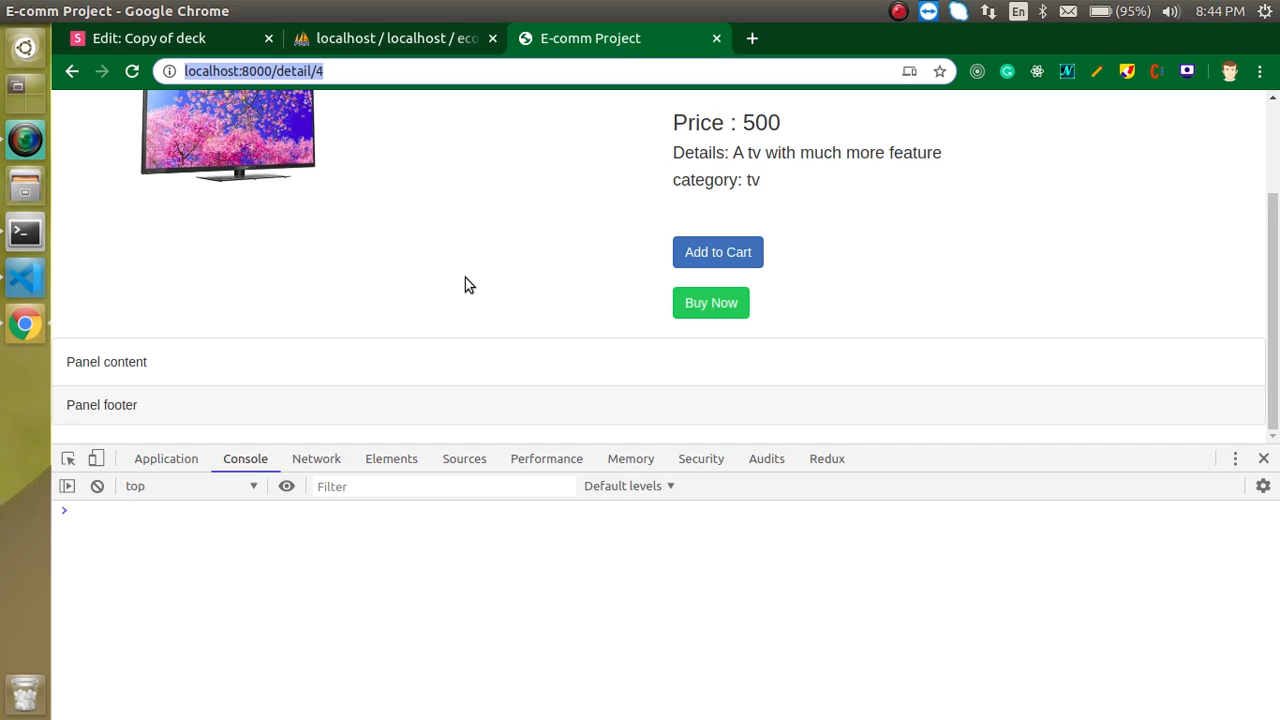 E-comm Project - Google Chrome
En
(95%)
8:44 PM
S Edit: Copy of deck
localhost / localhost / eco
E-comm Project
localhost:8000/detail/4
Price : 500
Details: A tv with much more feature
category: tv
Add to Cart
Buy Now
Panel content
Panel footer
Application Console Network Elements Sources Performance Memory Security Audits Redux
top Filter Default levels